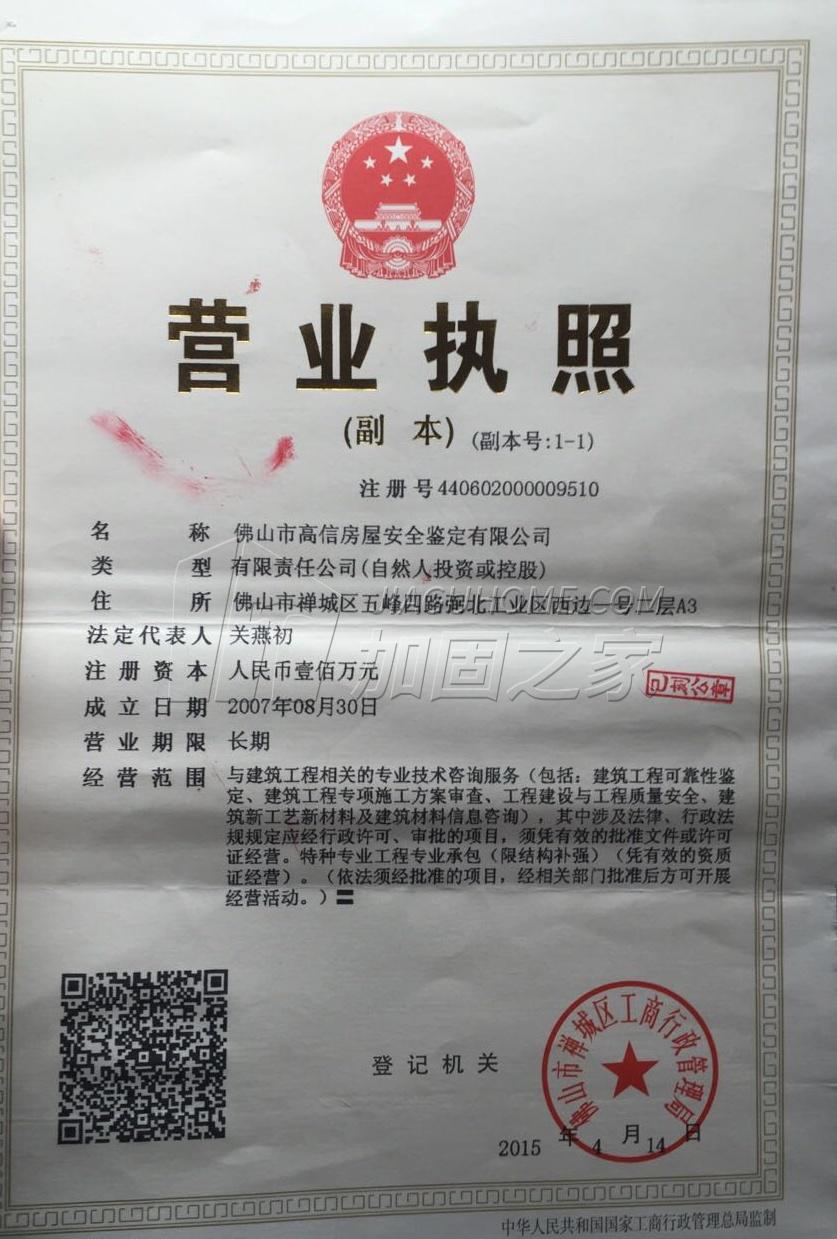 营业执照
(副 本) (副本号:1-1)
注 册 号 440602000009510
名 称 佛山市高信房屋安全鉴定有限公司
类 型 有限责任公司(自然人投资或控股)
JIAGUHOME.COM
住 所 佛山市禅城区五峰四路弼北工业区西边一号二层A3
法定代表人 关燕初
注 册 资 本 人民币壹佰万元
加固之家
已刻公章
成 立 日 期 2007年08月30日
营 业 期 限 长期
经 营 范 围 与建筑工程相关的专业技术咨询服务（包括：建筑工程可靠性鉴
定、建筑工程专项施工方案审查、工程建设与工程质量安全、建
筑新工艺新材料及建筑材料信息咨询），其中涉及法律、行政法
规规定应经行政许可、审批的项目，须凭有效的批准文件或许可
证经营。特种专业工程专业承包（限结构补强）（凭有效的资质
证经营）。（依法须经批准的项目，经相关部门批准后方可开展
经营活动。）〓
佛山市禅城区工商行政管理局
登 记 机 关
2015 年 4 月 14 日
中华人民共和国国家工商行政管理总局监制